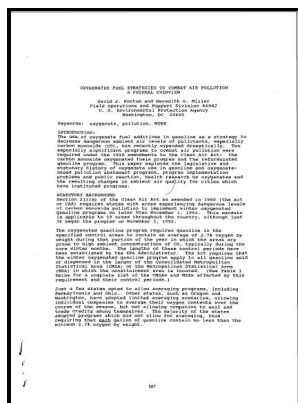 OXYGENATES FUEL STRATEGIES TO COMBAT AIR POLLUTION
A FEDERAL OVERVIEW
David J. Kortum and Meredith G. Miller
Field Operations and Support Division 6406J
U. S. Environmental Protection Agency
Washington, DC 20460
Keywords: oxygenate, pollution, MTBE
INTRODUCTION:
The use of oxygenate fuel additives in gasoline as a strategy to
decrease dangerous ambient air levels of pollutants, especially
carbon monoxide (CO), has recently expanded dramatically. Two
especially significant programs to combat air pollution were
required under the 1990 amendments to the Clean Air Act: the
carbon monoxide oxygenated fuels program and the reformulated
gasoline program. This paper explores the legislative and
statutory history of oxygenate use in gasoline and oxygenate
based pollution abatement programs, program implementation
problems and public reaction, health research on oxygenates and
the resulting changes in ambient air quality for cities which
have instituted programs.
STATUTORY BACKGROUND
Section 211(m) of the Clean Air Act as amended in 1990 (the Act
or CAA) requires states with areas experiencing dangerous levels
of carbon monoxide pollution to implement winter oxygenated
gasoline programs no later than November 1, 1992. This mandate
is applicable to 39 areas throughout the country, although just
36 began the program on November 1, 1992.
The oxygenated gasoline program requires gasoline in the
specified control areas to contain an average of 2.7% oxygen by
weight during that portion of the year in which the areas are
prone to high ambient concentrations of CO, typically during the
core winter months. The lengths of these control periods have
been established by the EPA Administrator. The Act requires that
the winter oxygenated gasoline program apply to all gasoline sold
or dispensed in the larger of the Consolidated Metropolitan
Statistical Area (CMSA) or the Metropolitan Statistical Area
(MSA) in which the nonattainment area is located. (See Table 1
below for a complete list of the CMSAs and MSAs affected by this
requirement and their control periods.)
Just a few states opted to allow averaging programs, including
Pennsylvania and Ohio. Other states, such as Oregon and
Washington, have adopted limited averaging scenarios, allowing
individual companies to average their oxygen contents over the
course of the season, but not allowing companies to sell and
trade credits among themselves. The majority of the states
adopted programs which did not allow for averaging, thus
requiring that each gallon of gasoline contain no less than the
minimum 2.7% oxygen by weight.